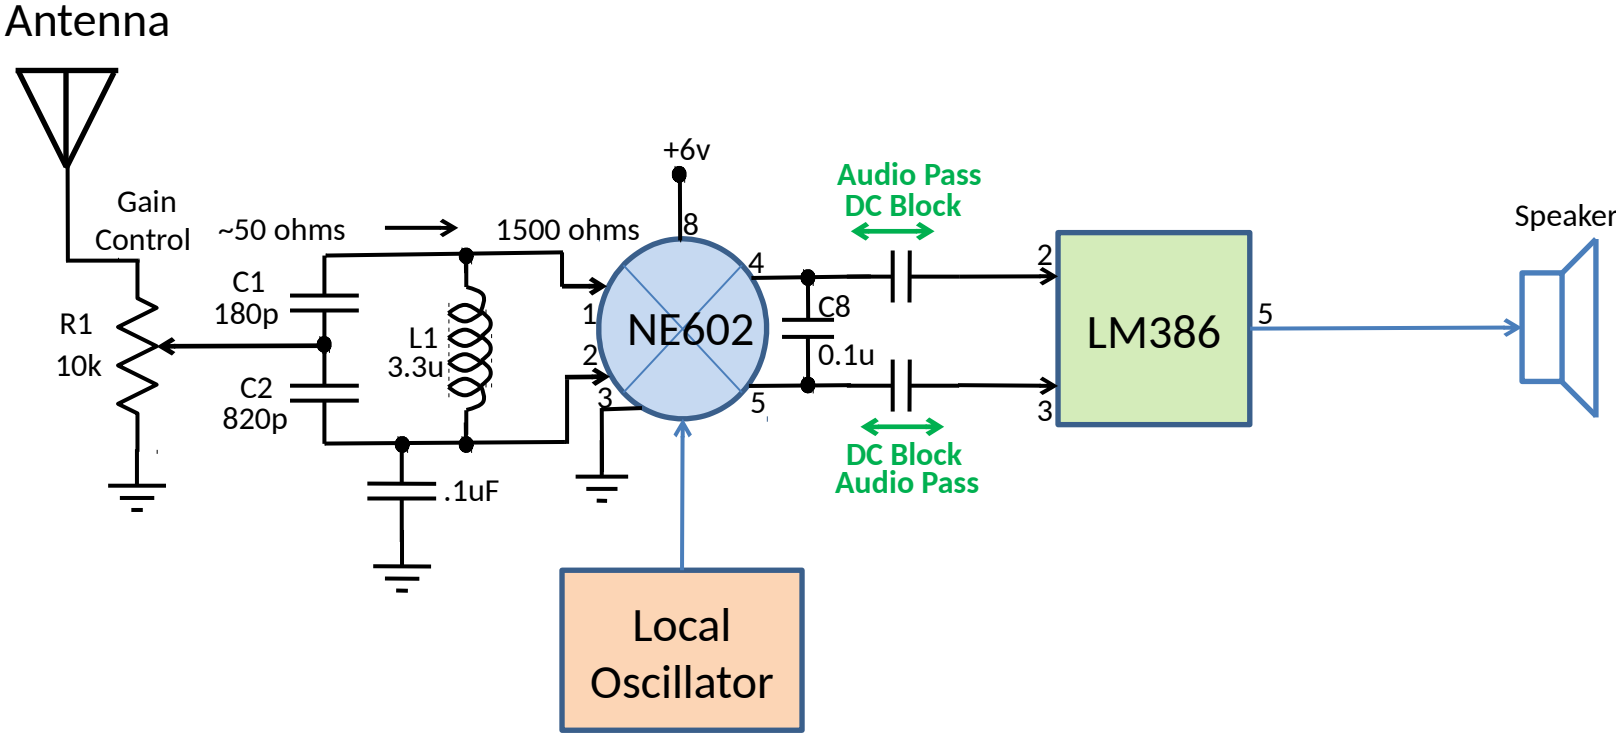 Antenna
Gain
Control
~50 ohms
1500 ohms
+6v
8
Audio Pass
DC Block
Speaker
C1
180p
R1
10k
L1
3.3u
C2
820p
.1uF
1
2
3
NE602
4
5
C8
0.1u
DC Block
Audio Pass
2
3
LM386
5
Local
Oscillator